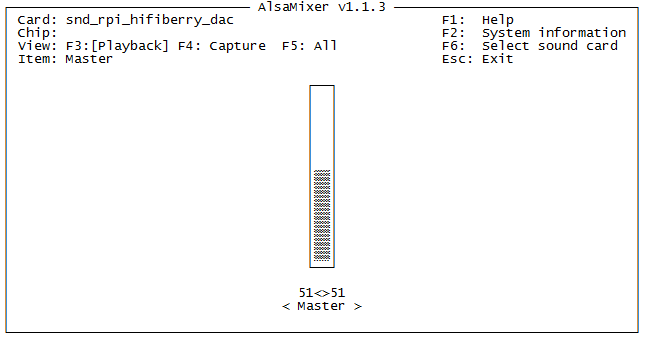 AlsaMixer v1.1.3
Card: snd_rpi_hifiberry_dac F1: Help
Chip: F2: System information
View: F3:[Playback] F4: Capture F5: All F6: Select sound card
Item: Master Esc: Exit
51<>51
< Master >